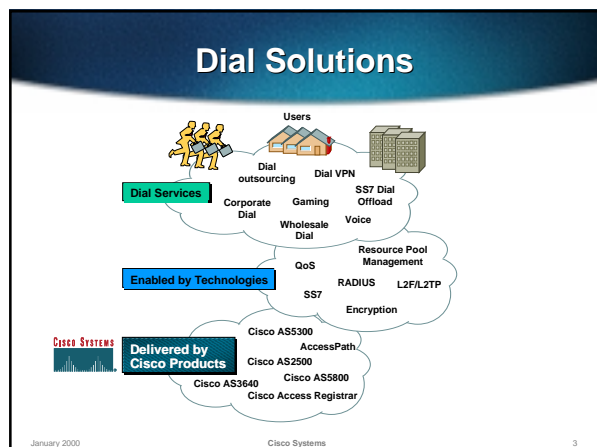 Dial Solutions
Users
Dial
outsourcing
Dial VPN
Dial Services
SS7 Dial
Offload
Corporate
Dial
Gaming
Wholesale
Dial
Voice
Resource Pool
Management
QoS
Enabled by Technologies
RADIUS
L2F/L2TP
SS7
Encryption
Cisco Systems
Delivered by
Cisco Products
Cisco AS5300
AccessPath
Cisco AS2500
Cisco AS5800
Cisco AS3640
Cisco Access Registrar
January 2000
Cisco Systems
3